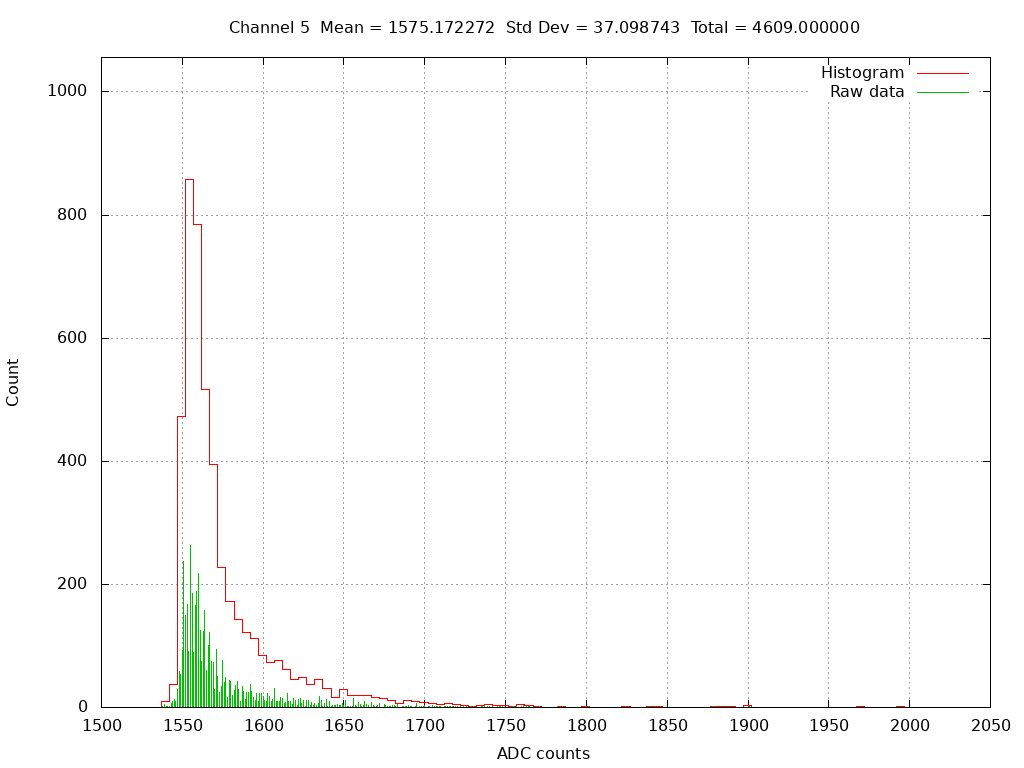 Channel 5  Mean = 1575.172272  Std Dev = 37.098743  Total = 4609.000000
Histogram
Raw data
1000
800
600
400
200
0
Count
1500 1550 1600 1650 1700 1750 1800 1850 1900 1950 2000 2050
ADC counts